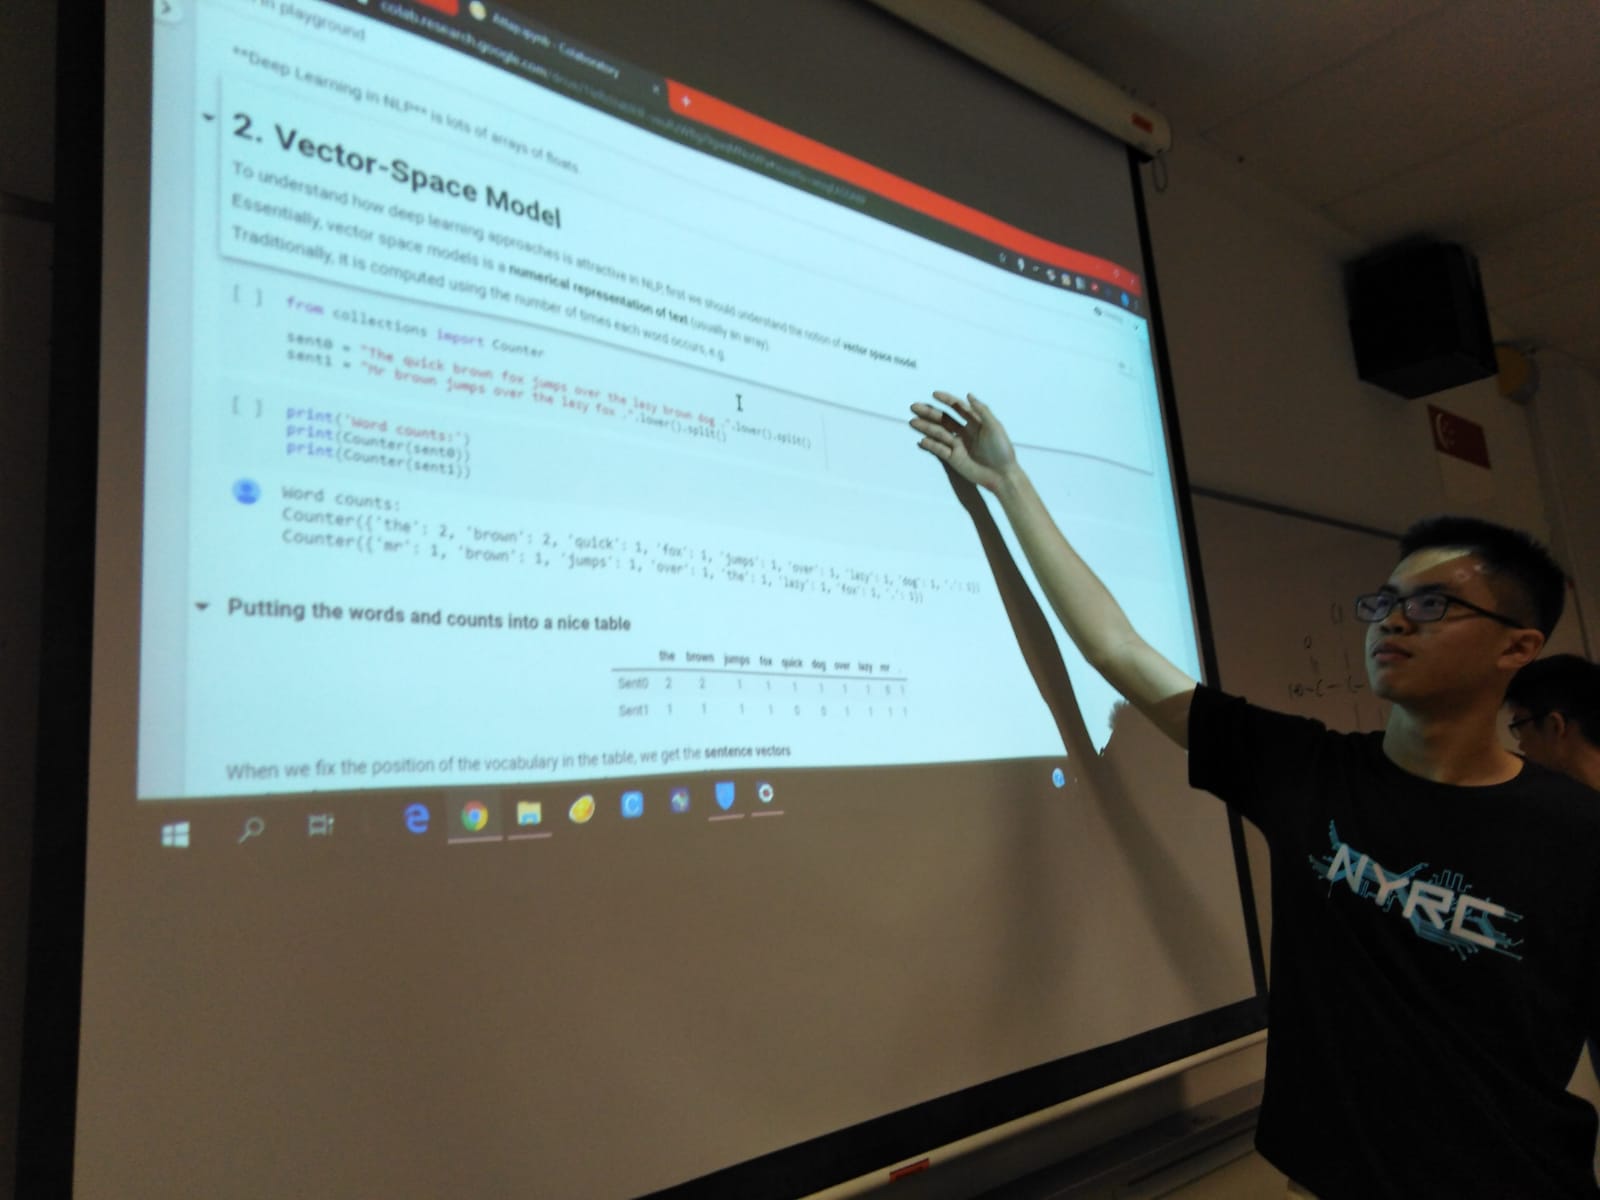 in playground
Attap.ipynb - Colaboratory
colab.research.google.com
**Deep Learning in NLP** is lots of arrays of floats.
2. Vector-Space Model
To understand how deep learning approaches is attractive in NLP, first we should understand the notion of vector space model.
Essentially, vector space models is a numerical representation of text (usually an array).
Traditionally, it is computed using the number of times each word occurs, e.g.
[ ] from collections import Counter
sent0 = "The quick brown fox jumps over the lazy brown dog .".lower().split()
sent1 = "Mr brown jumps over the lazy fox .".lower().split()
[ ] print('Word counts:')
print(Counter(sent0))
print(Counter(sent1))
Word counts:
Counter({'the': 2, 'brown': 2, 'quick': 1, 'fox': 1, 'jumps': 1, 'over': 1, 'lazy': 1, 'dog': 1, '.': 1})
Counter({'mr': 1, 'brown': 1, 'jumps': 1, 'over': 1, 'the': 1, 'lazy': 1, 'fox': 1, '.': 1})
Putting the words and counts into a nice table
the brown jumps fox quick dog over lazy mr .
Sent0 2 2 1 1 1 1 1 1 0 1
Sent1 1 1 1 1 0 0 1 1 1 1
When we fix the position of the vocabulary in the table, we get the sentence vectors
NYRC